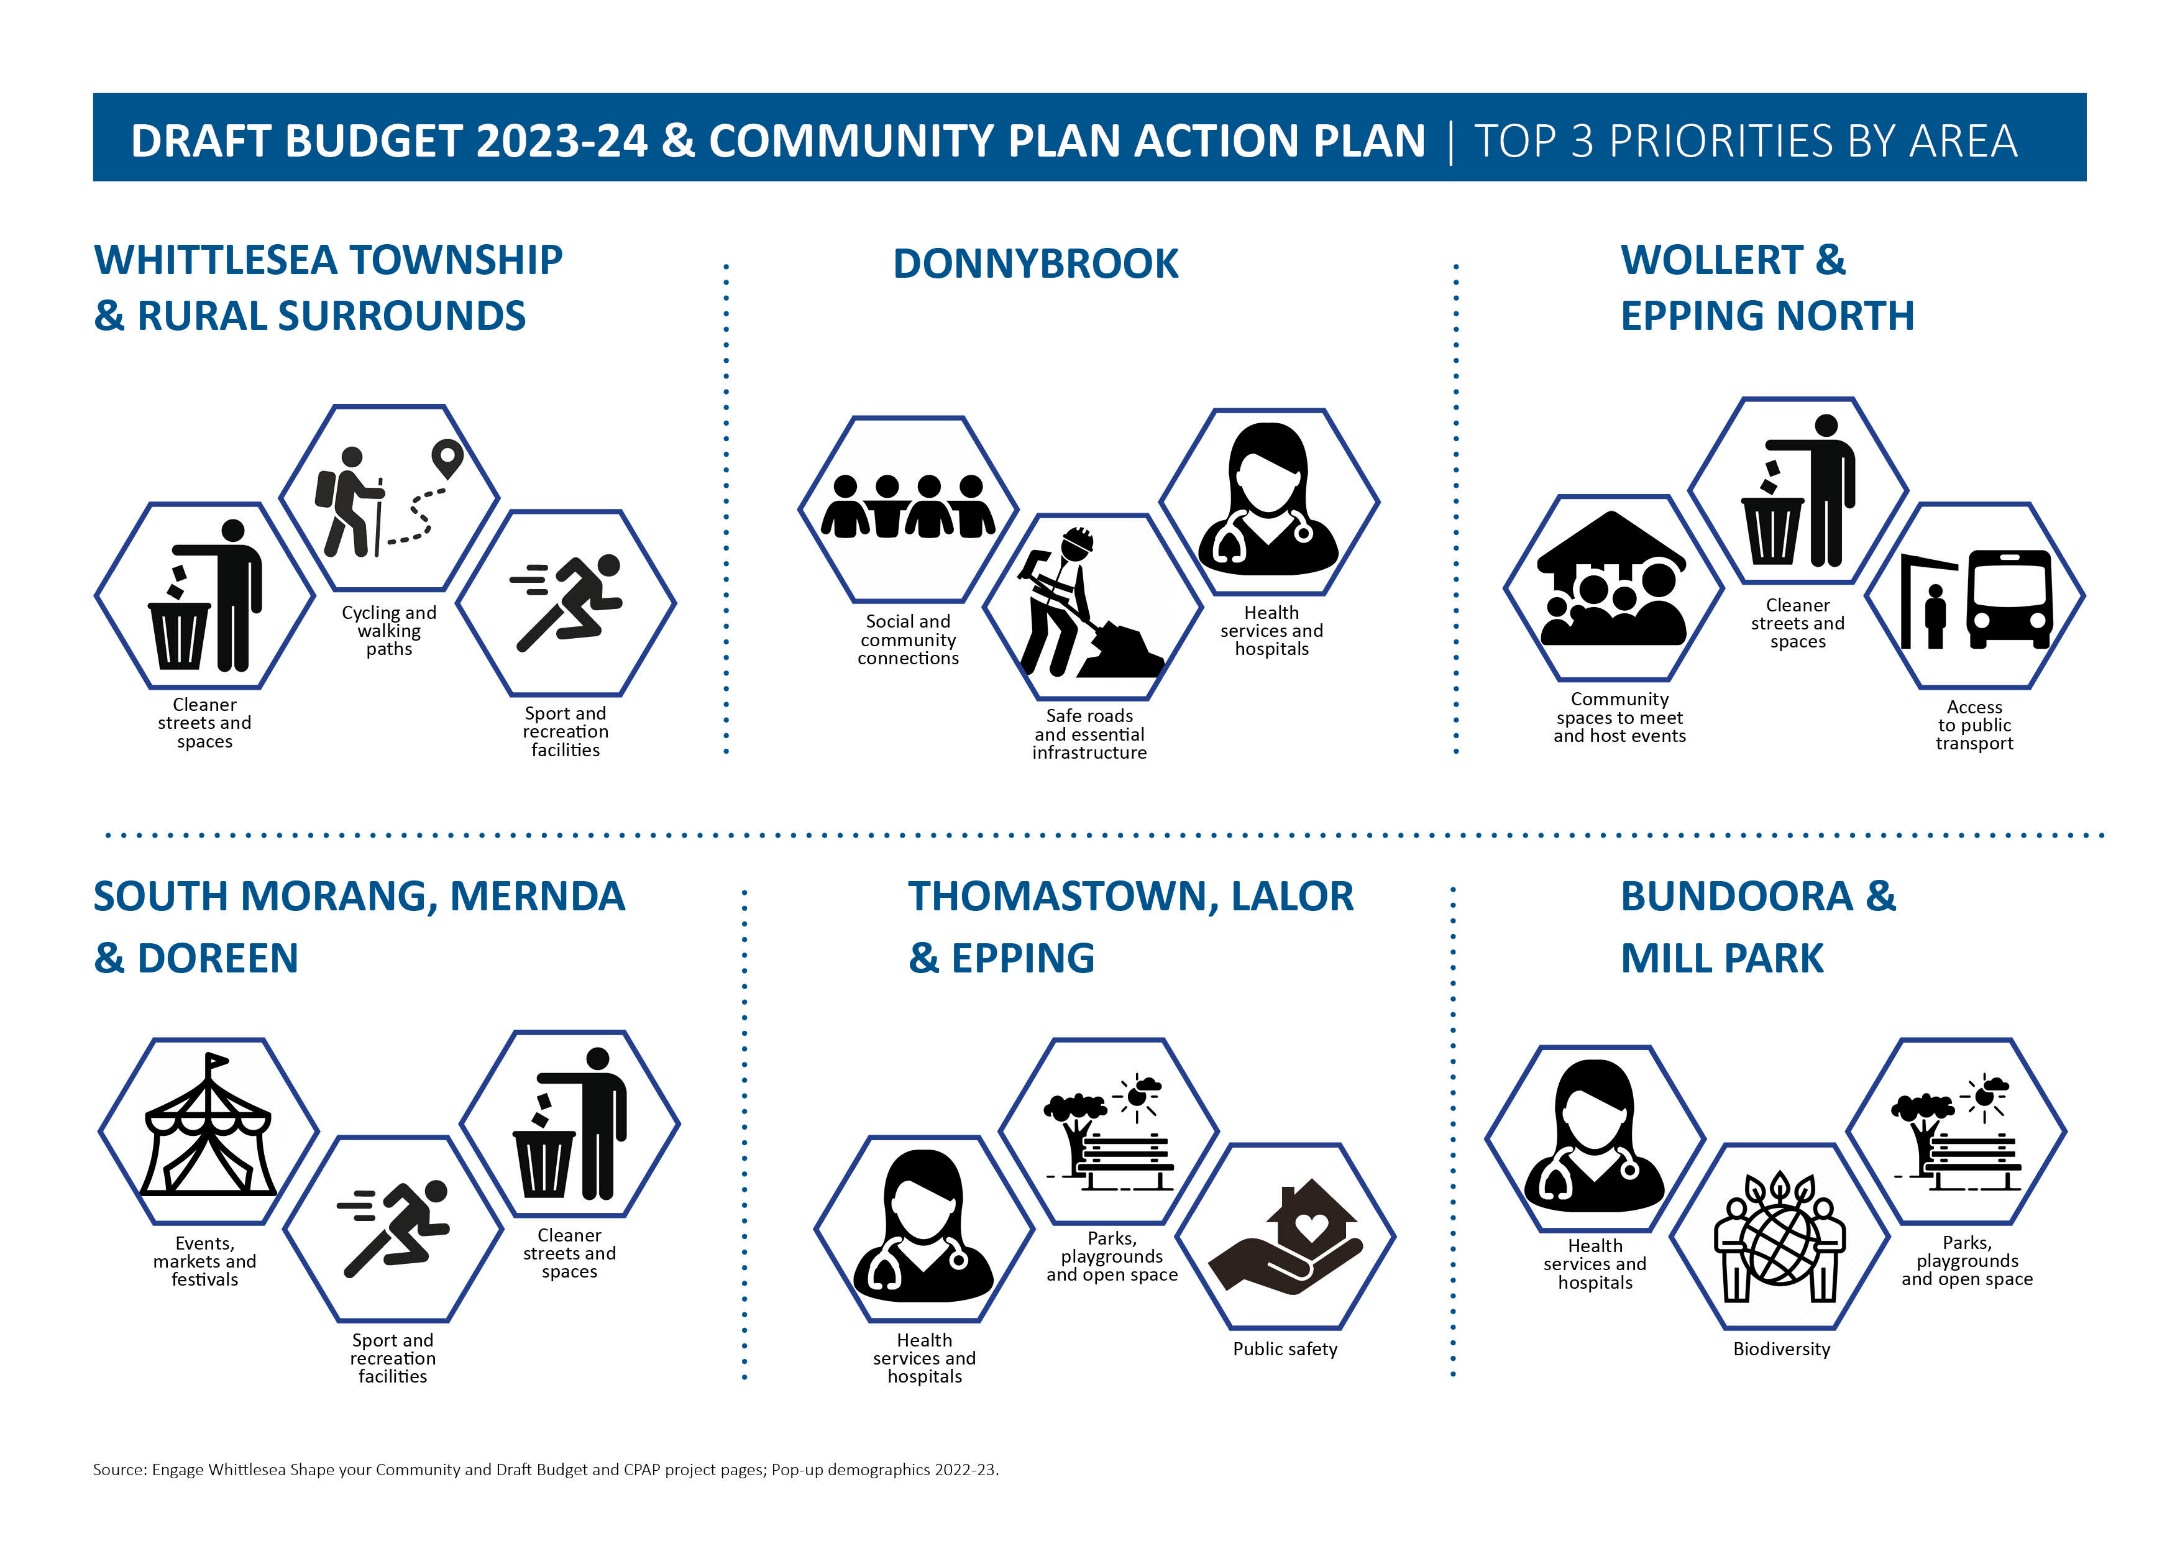 DRAFT BUDGET 2023-24 & COMMUNITY PLAN ACTION PLAN | TOP 3 PRIORITIES BY AREA
WHITTLESEA TOWNSHIP
& RURAL SURROUNDS
Cleaner
streets and
spaces
Cycling and
walking
paths
Sport and
recreation
facilities
DONNYBROOK
Social and
community
connections
Safe roads
and essential
infrastructure
Health
services and
hospitals
WOLLERT &
EPPING NORTH
Community
spaces to meet
and host events
Cleaner
streets and
spaces
Access
to public
transport
SOUTH MORANG, MERNDA
& DOREEN
Events,
markets and
festivals
Sport and
recreation
facilities
Cleaner
streets and
spaces
THOMASTOWN, LALOR
& EPPING
Health
services and
hospitals
Parks,
playgrounds
and open space
Public safety
BUNDOORA &
MILL PARK
Health
services and
hospitals
Biodiversity
Parks,
playgrounds
and open space
Source: Engage Whittlesea Shape your Community and Draft Budget and CPAP project pages; Pop-up demographics 2022-23.